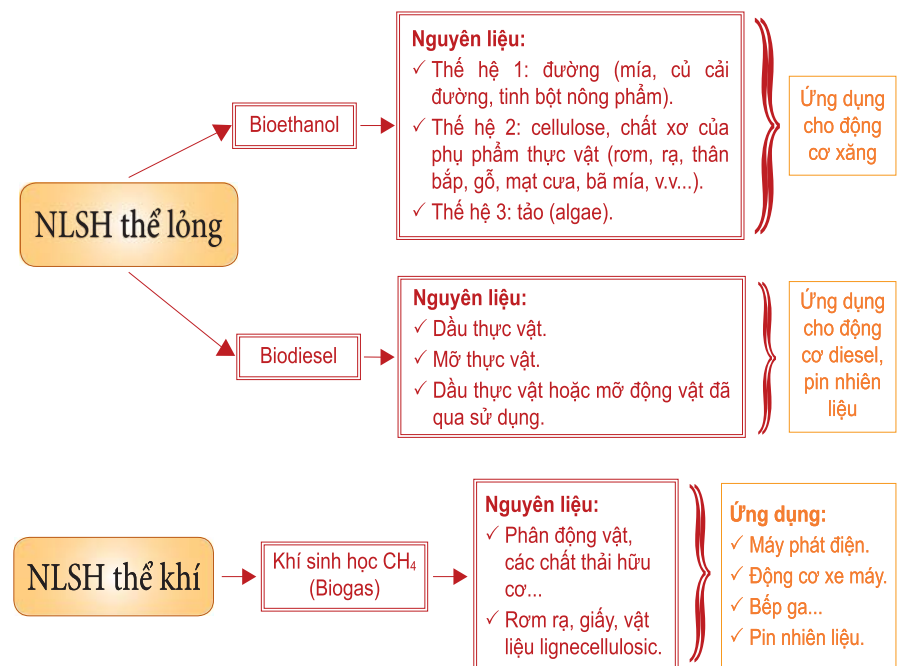 NLSH thể lỏng
Bioethanol
Nguyên liệu:
✓ Thế hệ 1: đường (mía, củ cải
đường, tinh bột nông phẩm).
✓ Thế hệ 2: cellulose, chất xơ của
phụ phẩm thực vật (rơm, rạ, thân
bắp, gỗ, mạt cưa, bã mía, v.v...).
✓ Thế hệ 3: tảo (algae).
Ứng dụng
cho động
cơ xăng
Biodiesel
Nguyên liệu:
✓ Dầu thực vật.
✓ Mỡ thực vật.
✓ Dầu thực vật hoặc mỡ động vật đã
qua sử dụng.
Ứng dụng
cho động
cơ diesel,
pin nhiên
liệu
NLSH thể khí
Khí sinh học CH₄
(Biogas)
Nguyên liệu:
✓ Phân động vật,
các chất thải hữu
cơ...
✓ Rơm rạ, giấy, vật
liệu lignecellulosic.
Ứng dụng:
✓ Máy phát điện.
✓ Động cơ xe máy.
✓ Bếp ga...
✓ Pin nhiên liệu.